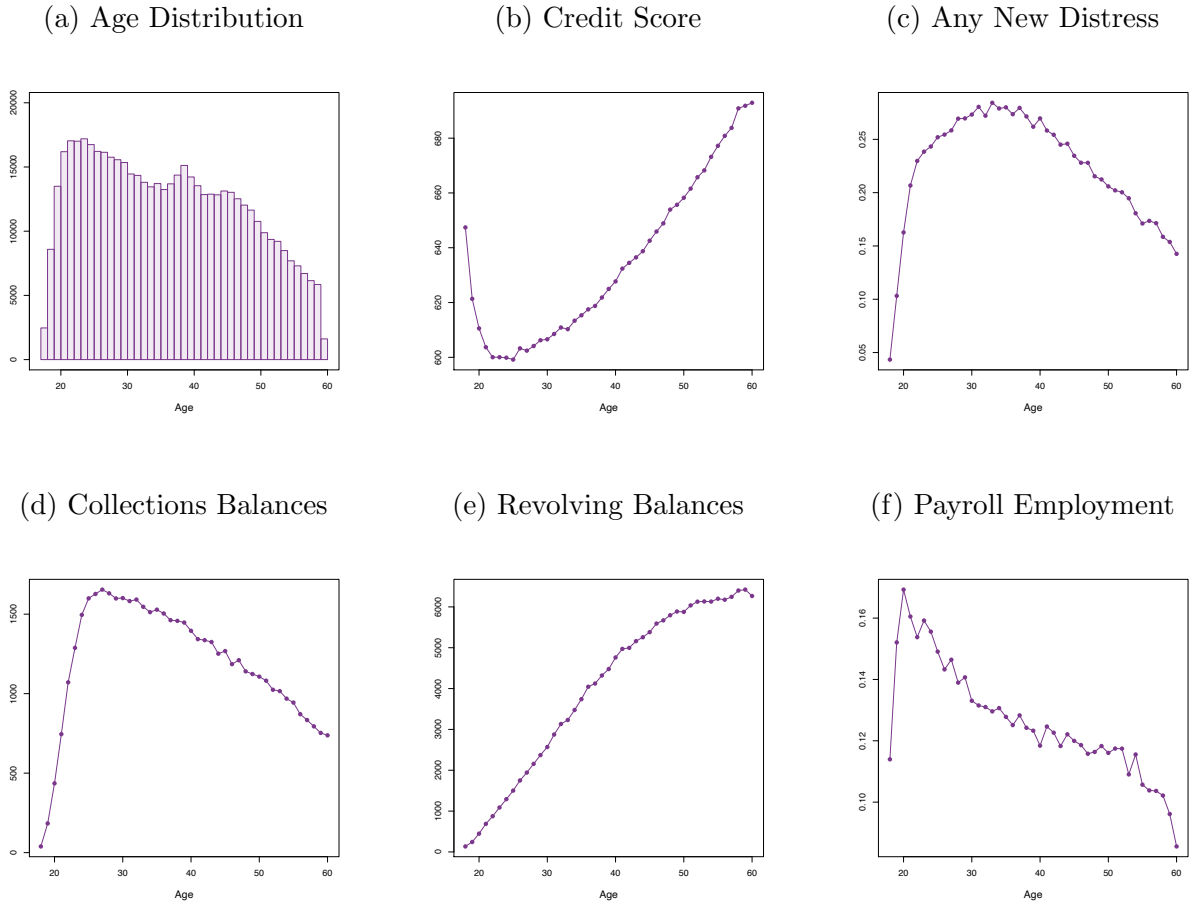 (a) Age Distribution
(b) Credit Score
(c) Any New Distress
20000
15000
10000
5000
0
20 30 40 50 60
Age
680
660
640
620
600
20 30 40 50 60
Age
0.25
0.20
0.15
0.10
0.05
20 30 40 50 60
Age
(d) Collections Balances
(e) Revolving Balances
(f) Payroll Employment
1500
1000
500
0
20 30 40 50 60
Age
6000
5000
4000
3000
2000
1000
0
20 30 40 50 60
Age
0.16
0.14
0.12
0.10
20 30 40 50 60
Age